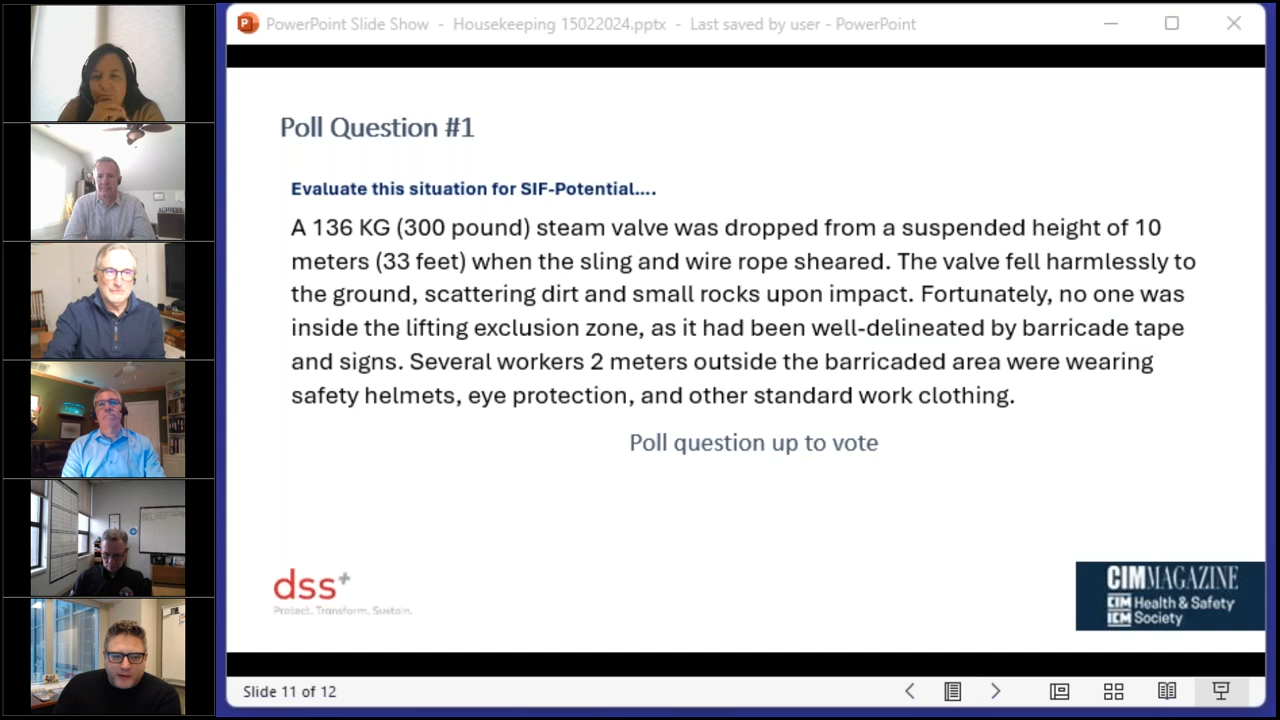 PowerPoint Slide Show - Housekeeping 15022024.pptx - Last saved by user - PowerPoint
Poll Question #1
Evaluate this situation for SIF-Potential....
A 136 KG (300 pound) steam valve was dropped from a suspended height of 10
meters (33 feet) when the sling and wire rope sheared. The valve fell harmlessly to
the ground, scattering dirt and small rocks upon impact. Fortunately, no one was
inside the lifting exclusion zone, as it had been well-delineated by barricade tape
and signs. Several workers 2 meters outside the barricaded area were wearing
safety helmets, eye protection, and other standard work clothing.
Poll question up to vote
dss+
Protect. Transform. Sustain.
CIM MAGAZINE
CIM Health & Safety
ICM Society
Slide 11 of 12